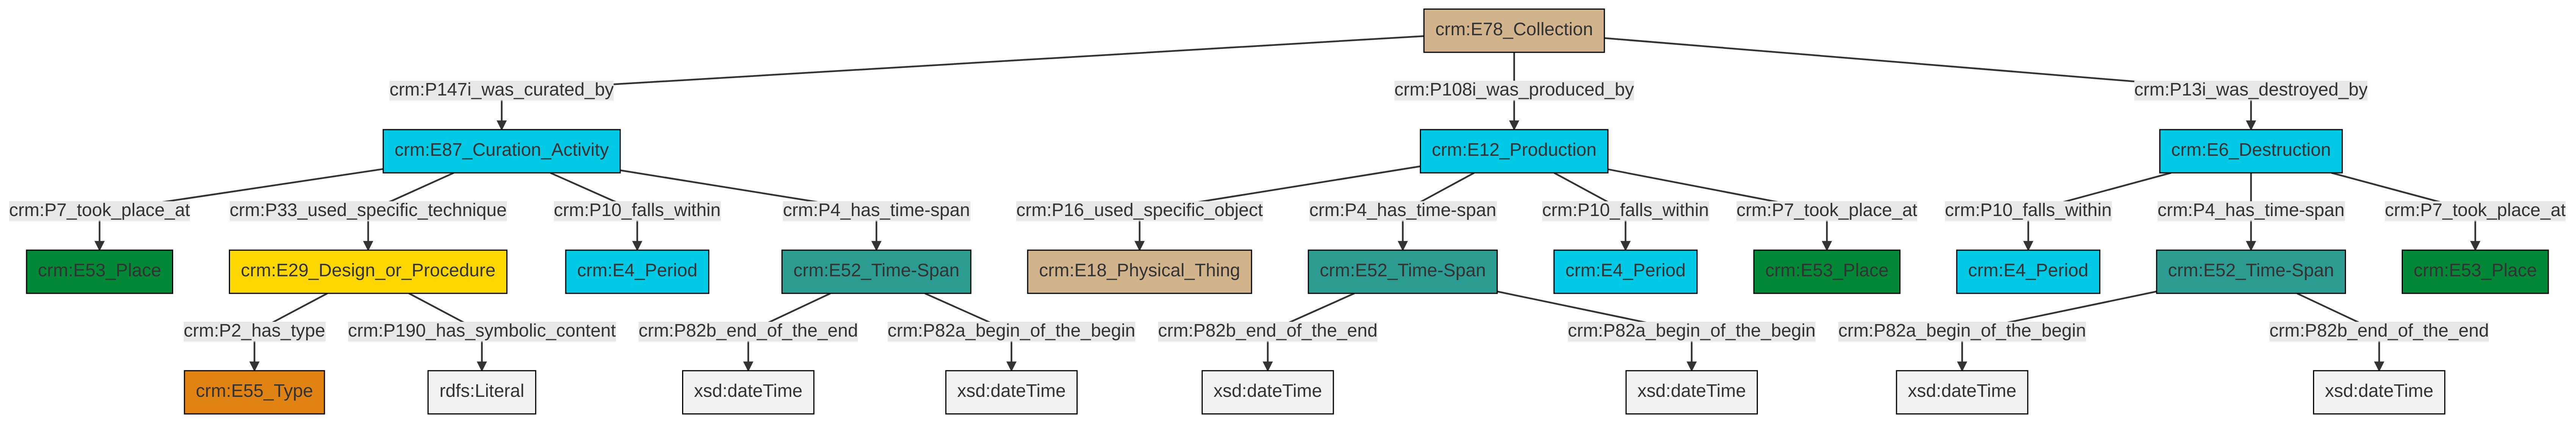 crm:E78_Collection
crm:P147i_was_curated_by
crm:P108i_was_produced_by
crm:P13i_was_destroyed_by
crm:E87_Curation_Activity
crm:E12_Production
crm:E6_Destruction
crm:P7_took_place_at
crm:P33_used_specific_technique
crm:P10_falls_within
crm:P4_has_time-span
crm:P16_used_specific_object
crm:P4_has_time-span
crm:P10_falls_within
crm:P7_took_place_at
crm:P10_falls_within
crm:P4_has_time-span
crm:P7_took_place_at
crm:E53_Place
crm:E29_Design_or_Procedure
crm:E4_Period
crm:E52_Time-Span
crm:E18_Physical_Thing
crm:E52_Time-Span
crm:E4_Period
crm:E53_Place
crm:E4_Period
crm:E52_Time-Span
crm:E53_Place
crm:P2_has_type
crm:P190_has_symbolic_content
crm:P82b_end_of_the_end
crm:P82a_begin_of_the_begin
crm:P82b_end_of_the_end
crm:P82a_begin_of_the_begin
crm:P82a_begin_of_the_begin
crm:P82b_end_of_the_end
crm:E55_Type
rdfs:Literal
xsd:dateTime
xsd:dateTime
xsd:dateTime
xsd:dateTime
xsd:dateTime
xsd:dateTime